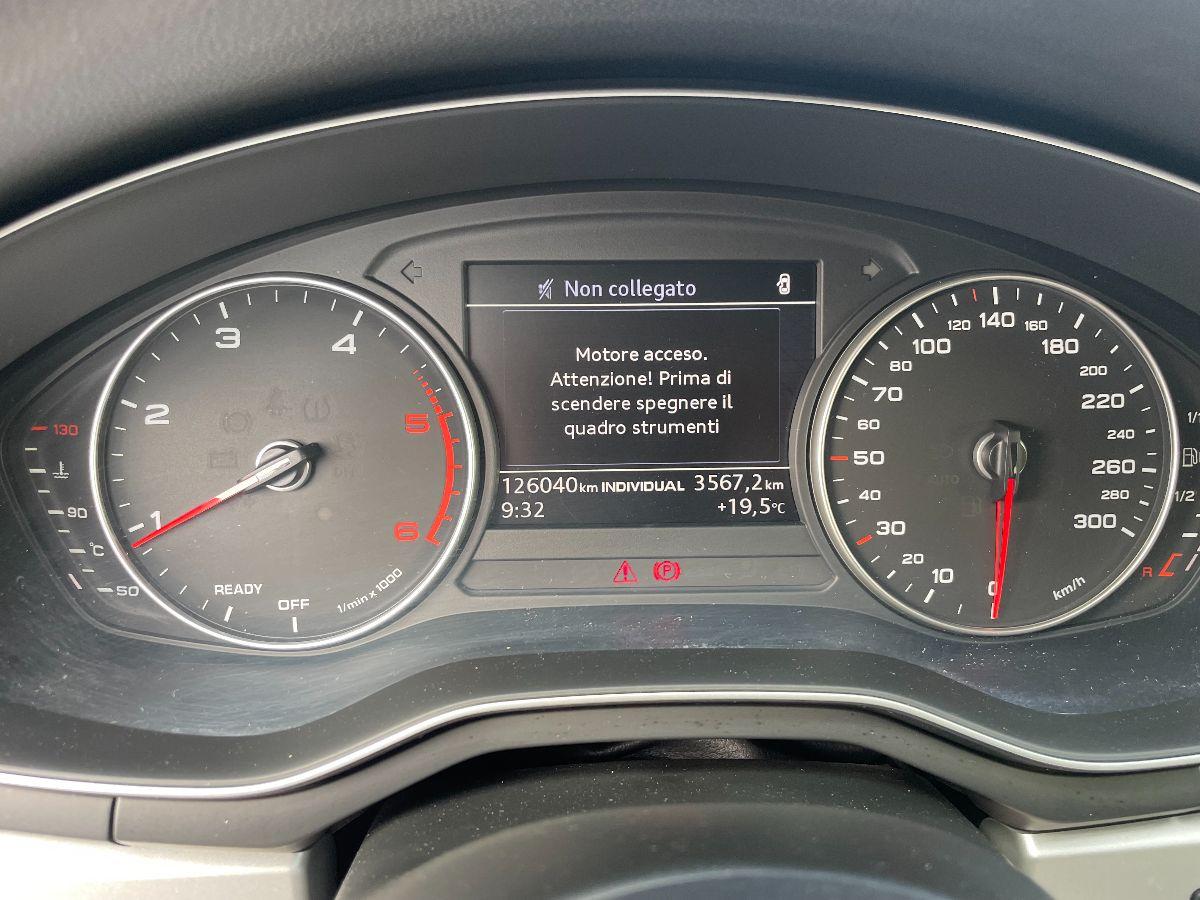 Non collegato
Motore acceso.
Attenzione! Prima di
scendere spegnere il
quadro strumenti
126040km INDIVIDUAL 3567,2km
9:32 +19,5°C
130
90
°C
50
1
2
3
4
5
6
READY
OFF
1/min x 1000
0
10
20
30
40
50
60
70
80
100
120
140
160
180
200
220
240
260
280
300
km/h
P
1/2
R